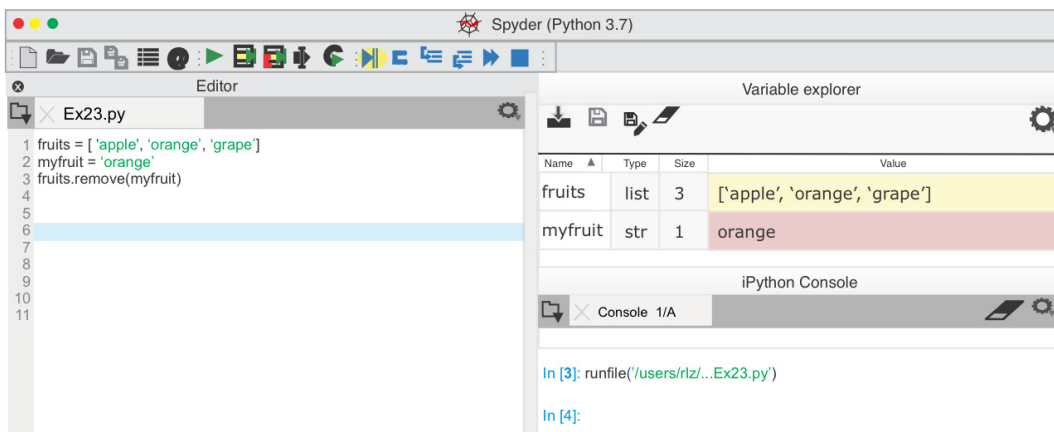 Spyder (Python 3.7)
Editor
Ex23.py
1 fruits = [ 'apple', ‘orange’, ‘grape’]
2 myfruit = ‘orange’
3 fruits.remove(myfruit)
4
5
6
7
8
9
10
11
Variable explorer
Name Type Size Value
fruits list 3 [‘apple’, ‘orange’, ‘grape’]
myfruit str 1 orange
iPython Console
Console 1/A
In [3]: runfile('/users/rlz/...Ex23.py’)
In [4]: